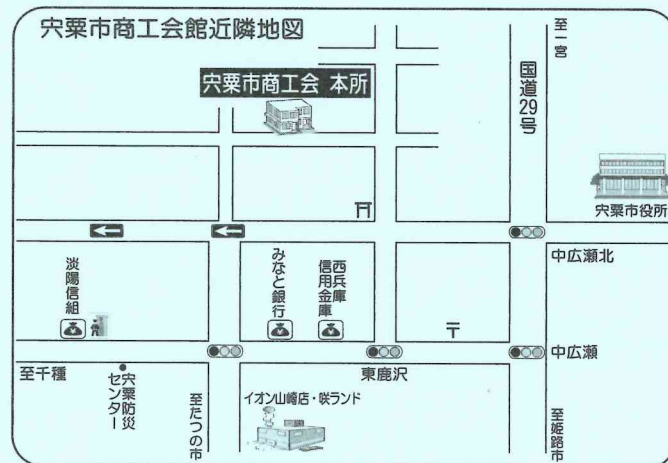 宍粟市商工会館近隣地図
宍粟市商工会 本所
国道29号
至一宮
宍粟市役所
中広瀬北
淡陽信組
みなと銀行
西兵庫
信用金庫
〒
中広瀬
至千種
宍粟防災
センター
至たつの市
東鹿沢
イオン山崎店・咲ランド
至姫路市